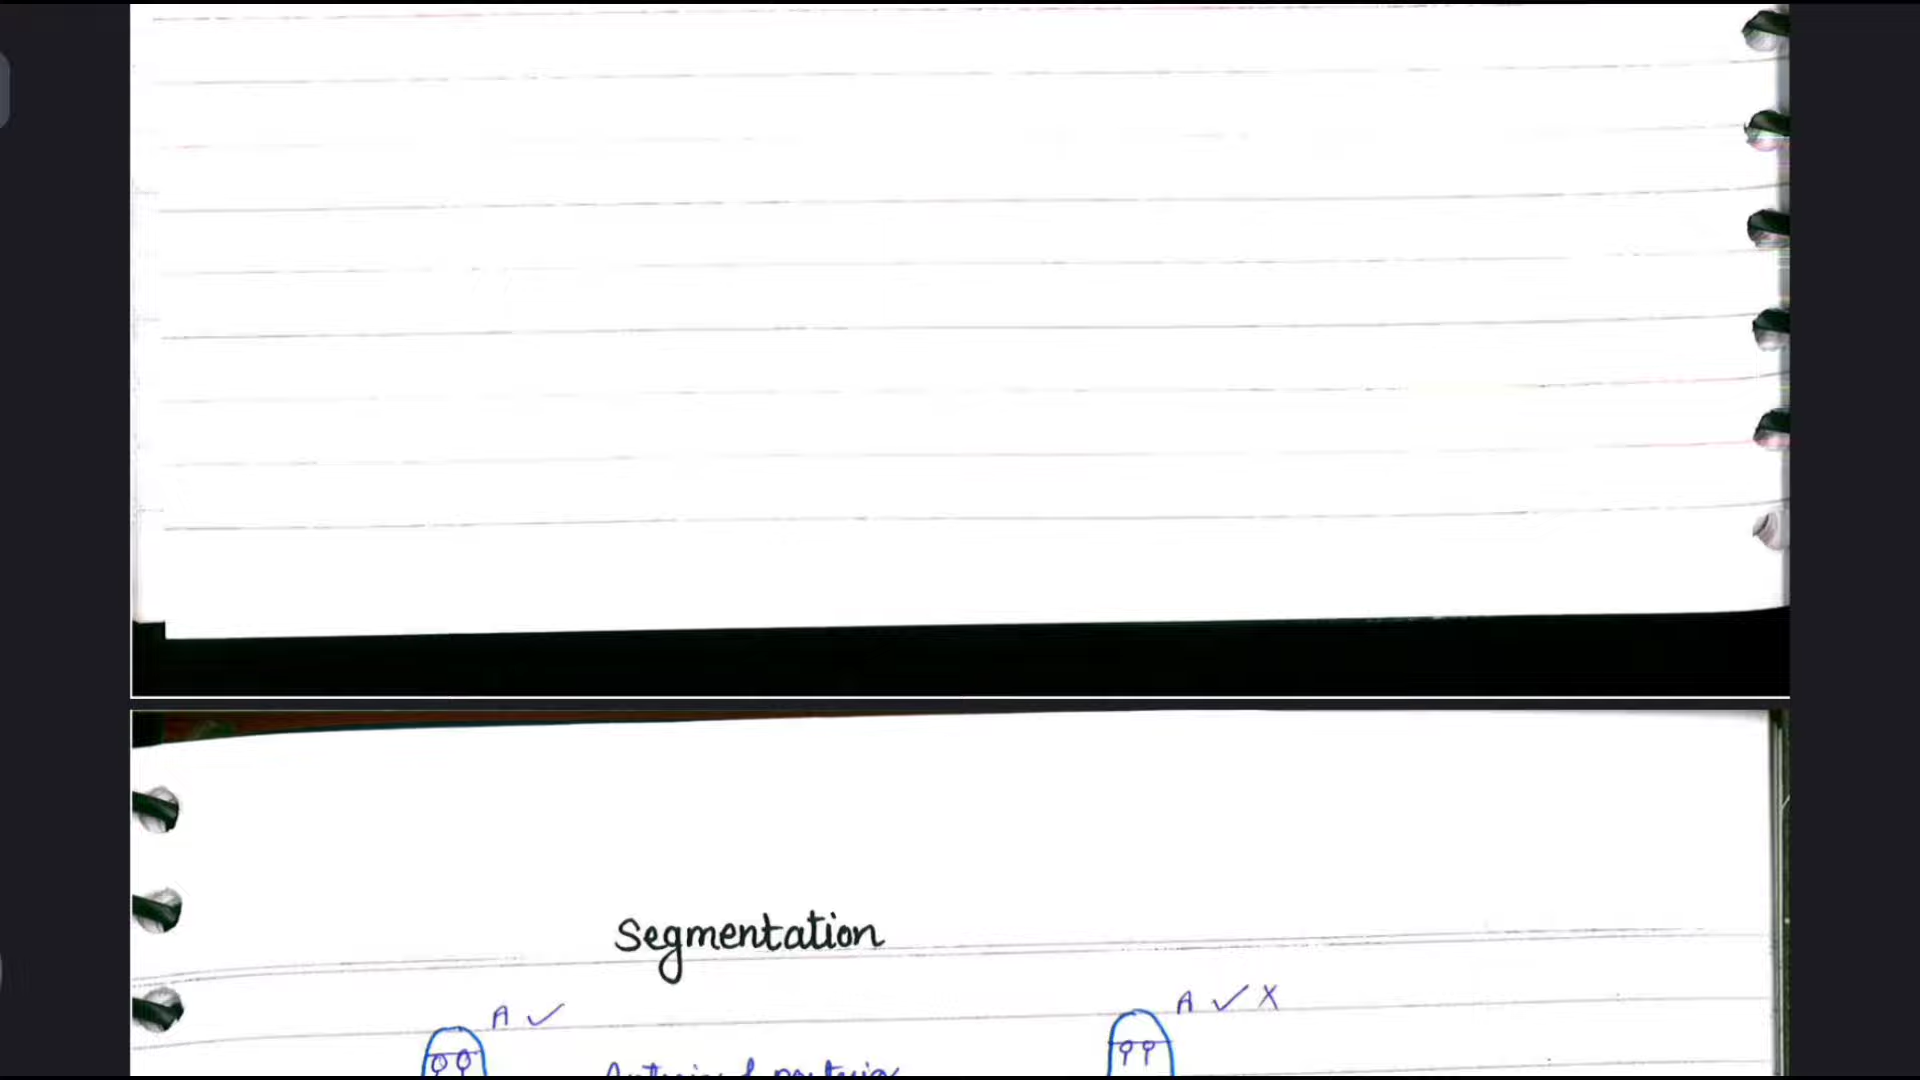 Segmentation
A ✓
A ✓ X